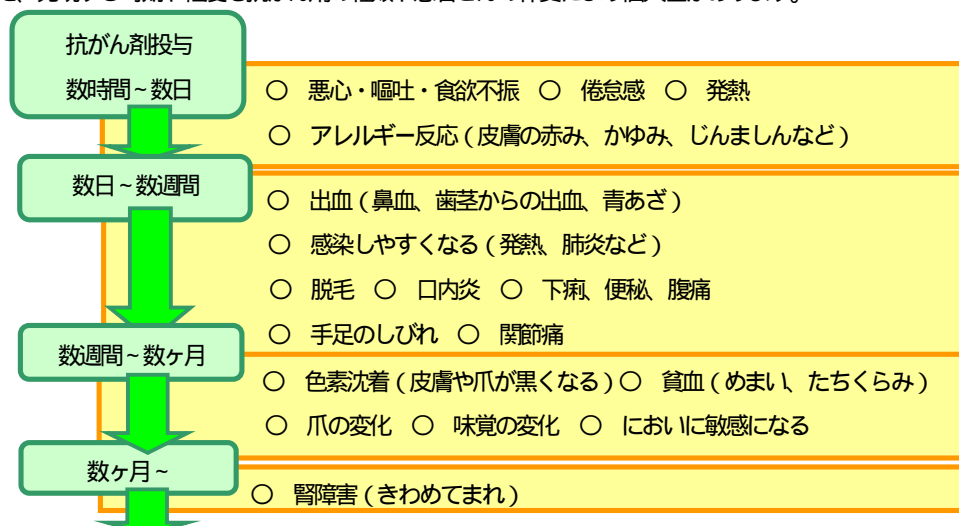 抗がん剤投与
数時間~数日
○ 悪心・嘔吐・食欲不振 ○ 倦怠感 ○ 発熱
○ アレルギー反応(皮膚の赤み、かゆみ、じんましんなど)
数日~数週間
○ 出血(鼻血、歯茎からの出血、青あざ)
○ 感染しやすくなる(発熱、肺炎など)
○ 脱毛 ○ 口内炎 ○ 下痢、便秘、腹痛
○ 手足のしびれ ○ 関節痛
数週間~数ヶ月
○ 色素沈着(皮膚や爪が黒くなる)○ 貧血(めまい、たちくらみ)
○ 爪の変化 ○ 味覚の変化 ○ においに敏感になる
数ヶ月~
○ 腎障害(きわめてまれ)